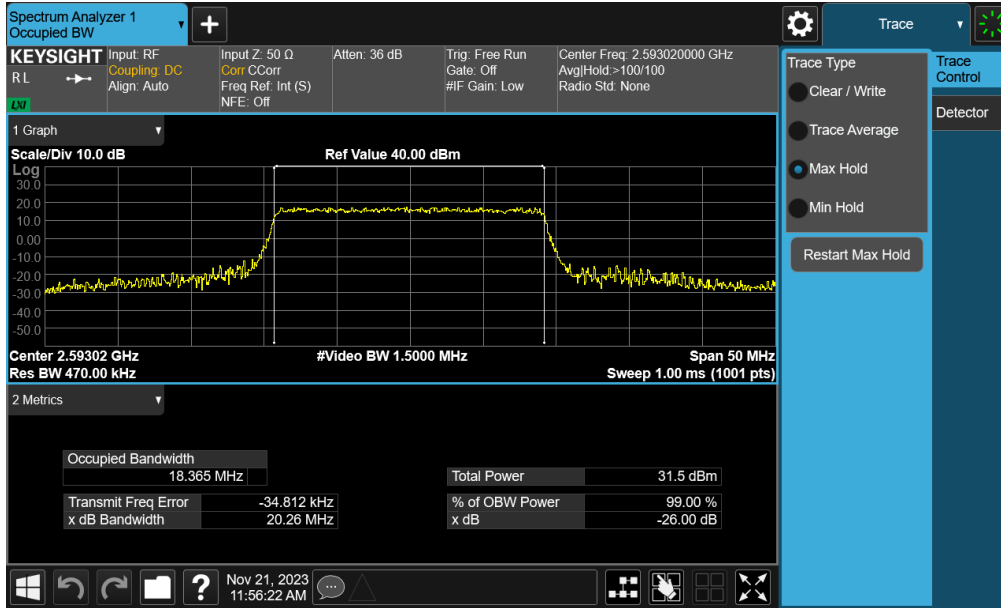 Spectrum Analyzer 1
Occupied BW
+
Trace
KEYSIGHT
R L
LXI
Input: RF
Coupling: DC
Align: Auto
Input Z: 50 Ω
Corr CCorr
Freq Ref: Int (S)
NFE: Off
Atten: 36 dB
Trig: Free Run
Gate: Off
#IF Gain: Low
Center Freq: 2.593020000 GHz
Avg|Hold:>100/100
Radio Std: None
Trace Type
Clear / Write
Trace Average
Max Hold
Min Hold
Restart Max Hold
Trace
Control
Detector
1 Graph
Scale/Div 10.0 dB
Ref Value 40.00 dBm
Log
30.0
20.0
10.0
0.00
-10.0
-20.0
-30.0
-40.0
-50.0
Center 2.59302 GHz
#Video BW 1.5000 MHz
Span 50 MHz
Res BW 470.00 kHz
Sweep 1.00 ms (1001 pts)
2 Metrics
Occupied Bandwidth
18.365 MHz
Total Power 31.5 dBm
Transmit Freq Error -34.812 kHz
% of OBW Power 99.00 %
x dB Bandwidth 20.26 MHz
x dB -26.00 dB
?
Nov 21, 2023
11:56:22 AM